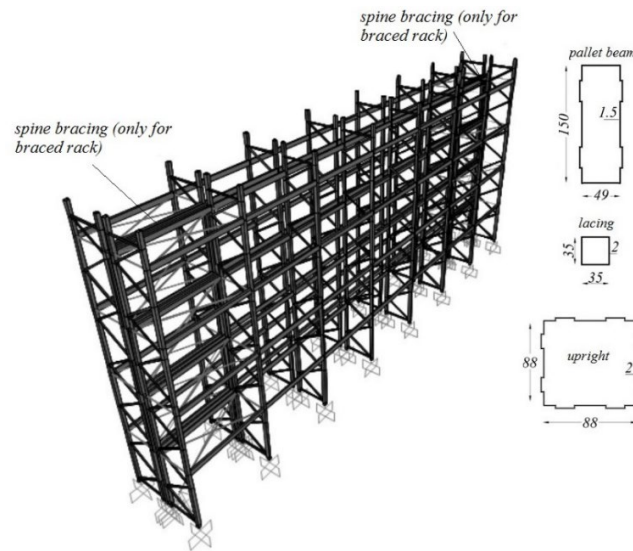 spine bracing (only for
braced rack)
spine bracing (only for
braced rack)
pallet beam
150
1.5
49
lacing
35
2
35
88
upright
2
88